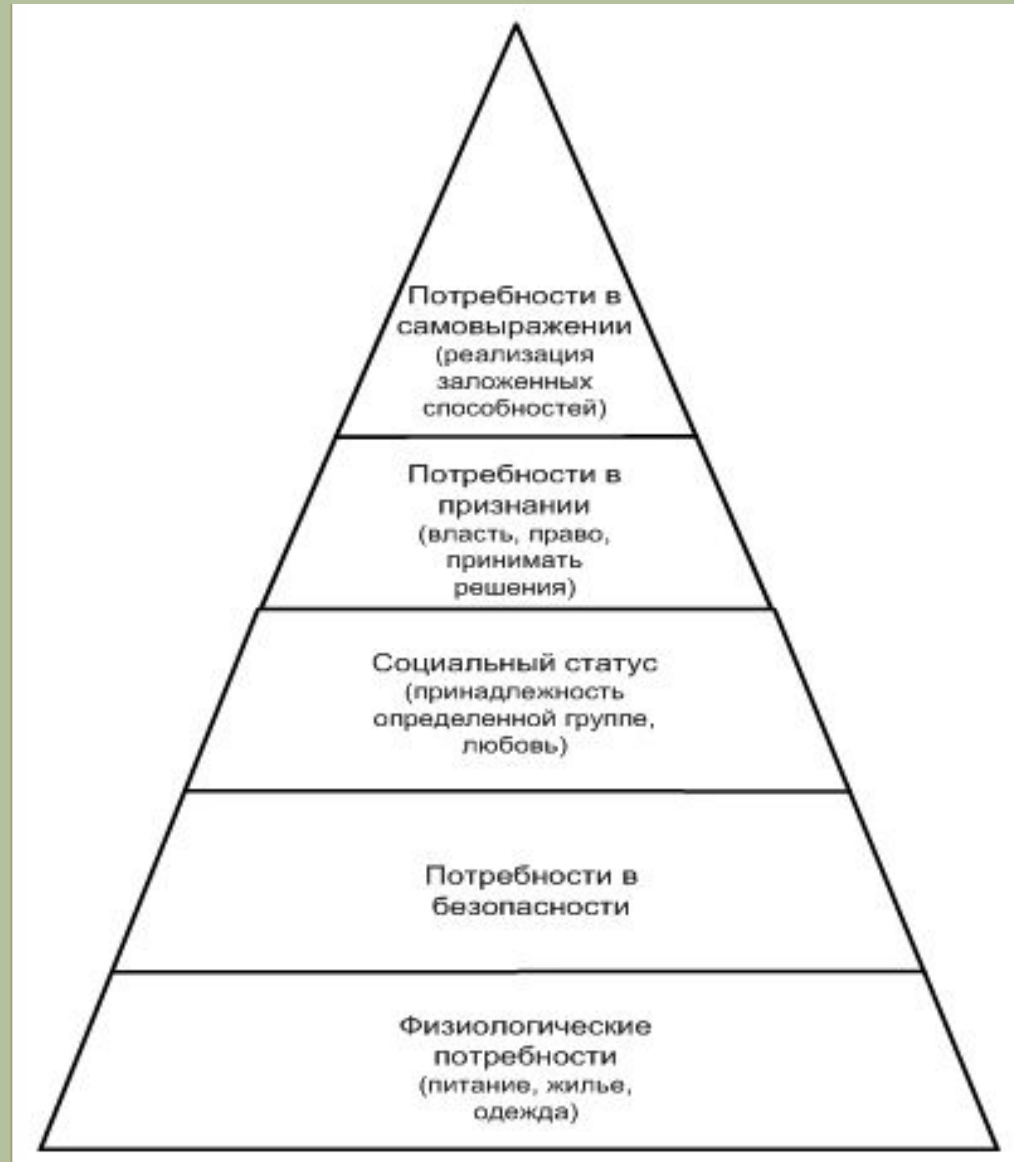 Потребности в
самовыражении
(реализация
заложенных
способностей)
Потребности в
признании
(власть, право,
принимать
решения)
Социальный статус
(принадлежность
определенной группе,
любовь)
Потребности в
безопасности
Физиологические
потребности
(питание, жилье,
одежда)